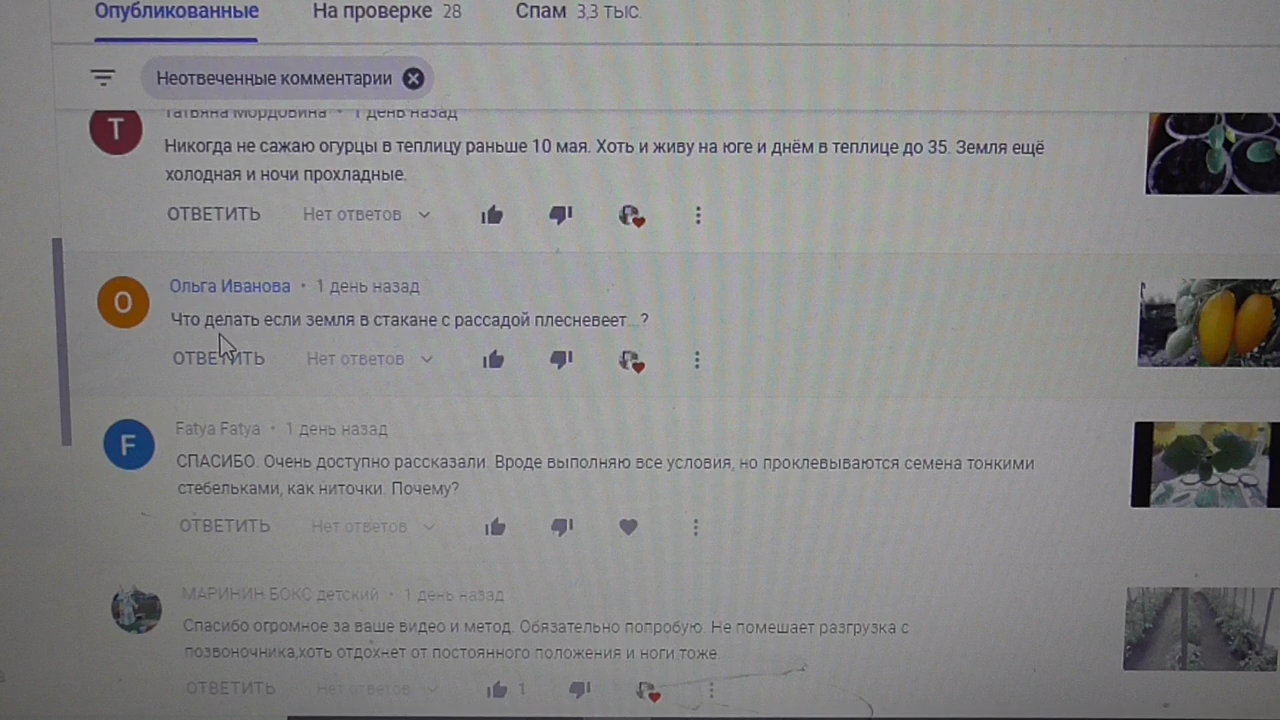 Опубликованные На проверке 28 Спам 3,3 тыс.
Неотвеченные комментарии
Татьяна Мордовина • 1 день назад
T
Никогда не сажаю огурцы в теплицу раньше 10 мая. Хоть и живу на юге и днём в теплице до 35. Земля ещё
холодная и ночи прохладные.
ОТВЕТИТЬ Нет ответов
Ольга Иванова • 1 день назад
О
Что делать если земля в стакане с рассадой плесневеет...?
ОТВЕТИТЬ Нет ответов
Fatya Fatya • 1 день назад
F
СПАСИБО. Очень доступно рассказали. Вроде выполняю все условия, но проклевываются семена тонкими
стебельками, как ниточки. Почему?
ОТВЕТИТЬ Нет ответов
МАРИНИН БОКС детский • 1 день назад
Спасибо огромное за ваше видео и метод. Обязательно попробую. Не помешает разгрузка с
позвоночника,хоть отдохнет от постоянного положения и ноги тоже.
ОТВЕТИТЬ Нет ответов 1